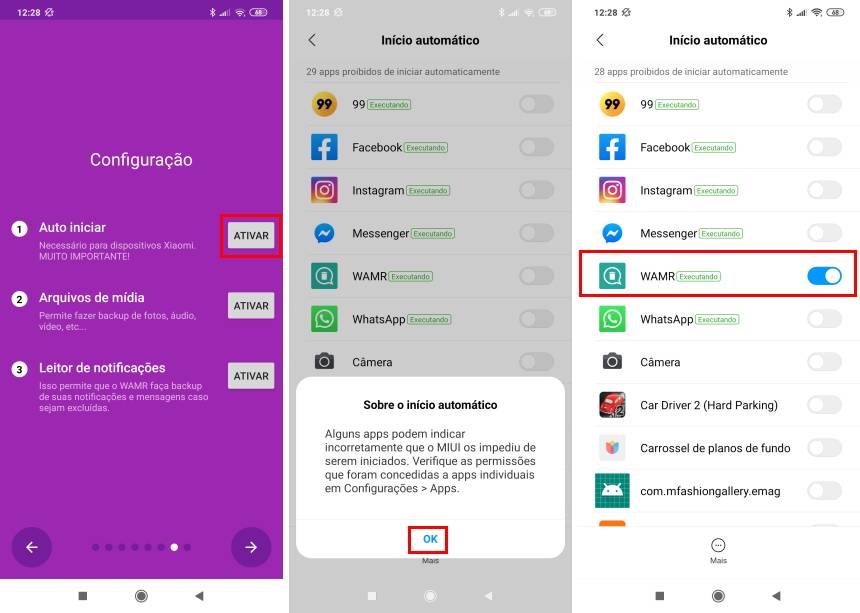 12:28
68
Configuração
1
Auto iniciar
Necessário para dispositivos Xiaomi.
MUITO IMPORTANTE!
ATIVAR
2
Arquivos de mídia
Permite fazer backup de fotos, áudio,
vídeo, etc...
ATIVAR
3
Leitor de notificações
Isso permite que o WAMR faça backup
de suas notificações e mensagens caso
sejam excluídas.
ATIVAR
12:28
68
Início automático
29 apps proibidos de iniciar automaticamente
99 Executando
Facebook Executando
Instagram Executando
Messenger Executando
WAMR Executando
WhatsApp Executando
Câmera
Sobre o início automático
Alguns apps podem indicar
incorretamente que o MIUI os impediu de
serem iniciados. Verifique as permissões
que foram concedidas a apps individuais
em Configurações > Apps.
OK
Mais
12:28
68
Início automático
28 apps proibidos de iniciar automaticamente
99 Executando
Facebook Executando
Instagram Executando
Messenger Executando
WAMR Executando
WhatsApp Executando
Câmera
Car Driver 2 (Hard Parking)
Carrossel de planos de fundo
com.mfashiongallery.emag
Mais